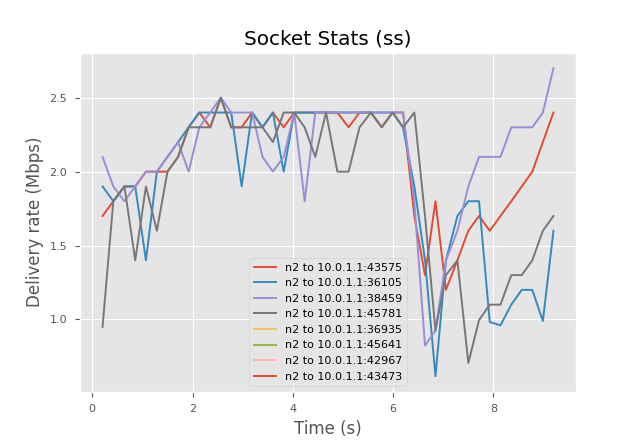 Socket Stats (ss)
Delivery rate (Mbps)
2.5
2.0
1.5
1.0
n2 to 10.0.1.1:43575
n2 to 10.0.1.1:36105
n2 to 10.0.1.1:38459
n2 to 10.0.1.1:45781
n2 to 10.0.1.1:36935
n2 to 10.0.1.1:45641
n2 to 10.0.1.1:42967
n2 to 10.0.1.1:43473
0 2 4 6 8
Time (s)